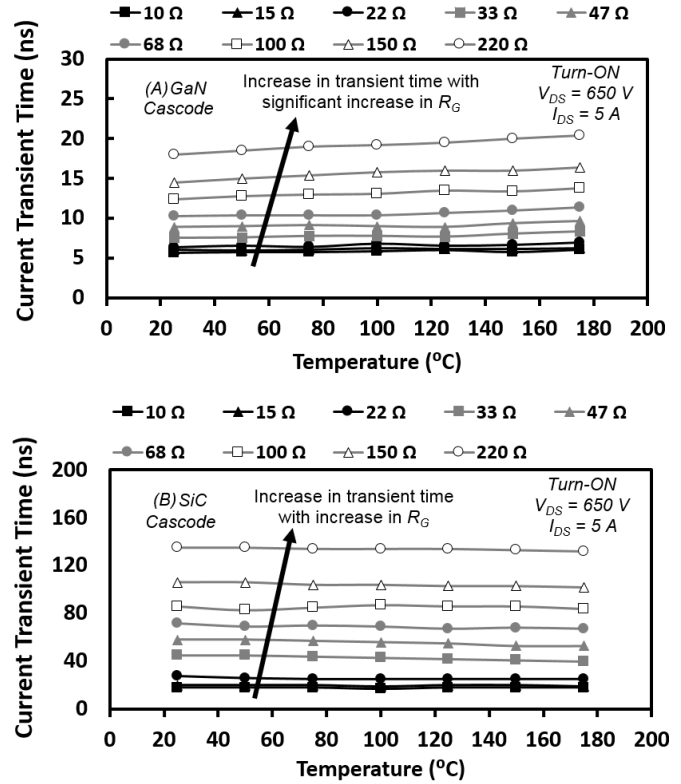 10 Ω 15 Ω 22 Ω 33 Ω 47 Ω
68 Ω 100 Ω 150 Ω 220 Ω
Current Transient Time (ns)
30
25
20
15
10
5
0
(A) GaN
Cascode
Increase in transient time with
significant increase in RG
Turn-ON
VDS = 650 V
IDS = 5 A
0 20 40 60 80 100 120 140 160 180 200
Temperature (⁰C)
10 Ω 15 Ω 22 Ω 33 Ω 47 Ω
68 Ω 100 Ω 150 Ω 220 Ω
Current Transient Time (ns)
200
160
120
80
40
0
(B) SiC
Cascode
Increase in transient time
with increase in RG
Turn-ON
VDS = 650 V
IDS = 5 A
0 20 40 60 80 100 120 140 160 180 200
Temperature (⁰C)